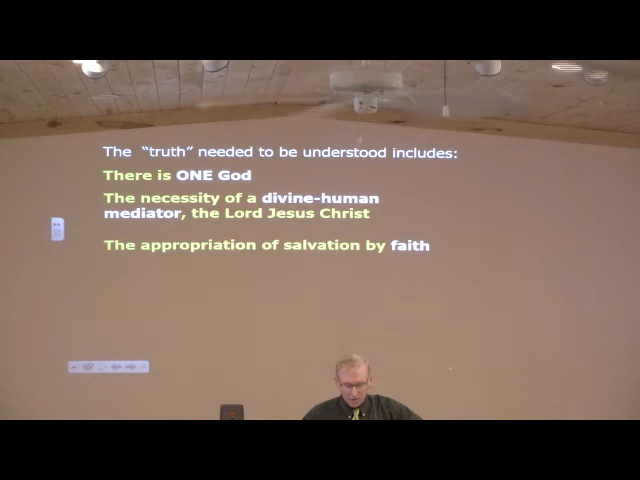 The “truth” needed to be understood includes:
There is ONE God
The necessity of a divine-human
mediator, the Lord Jesus Christ
The appropriation of salvation by faith